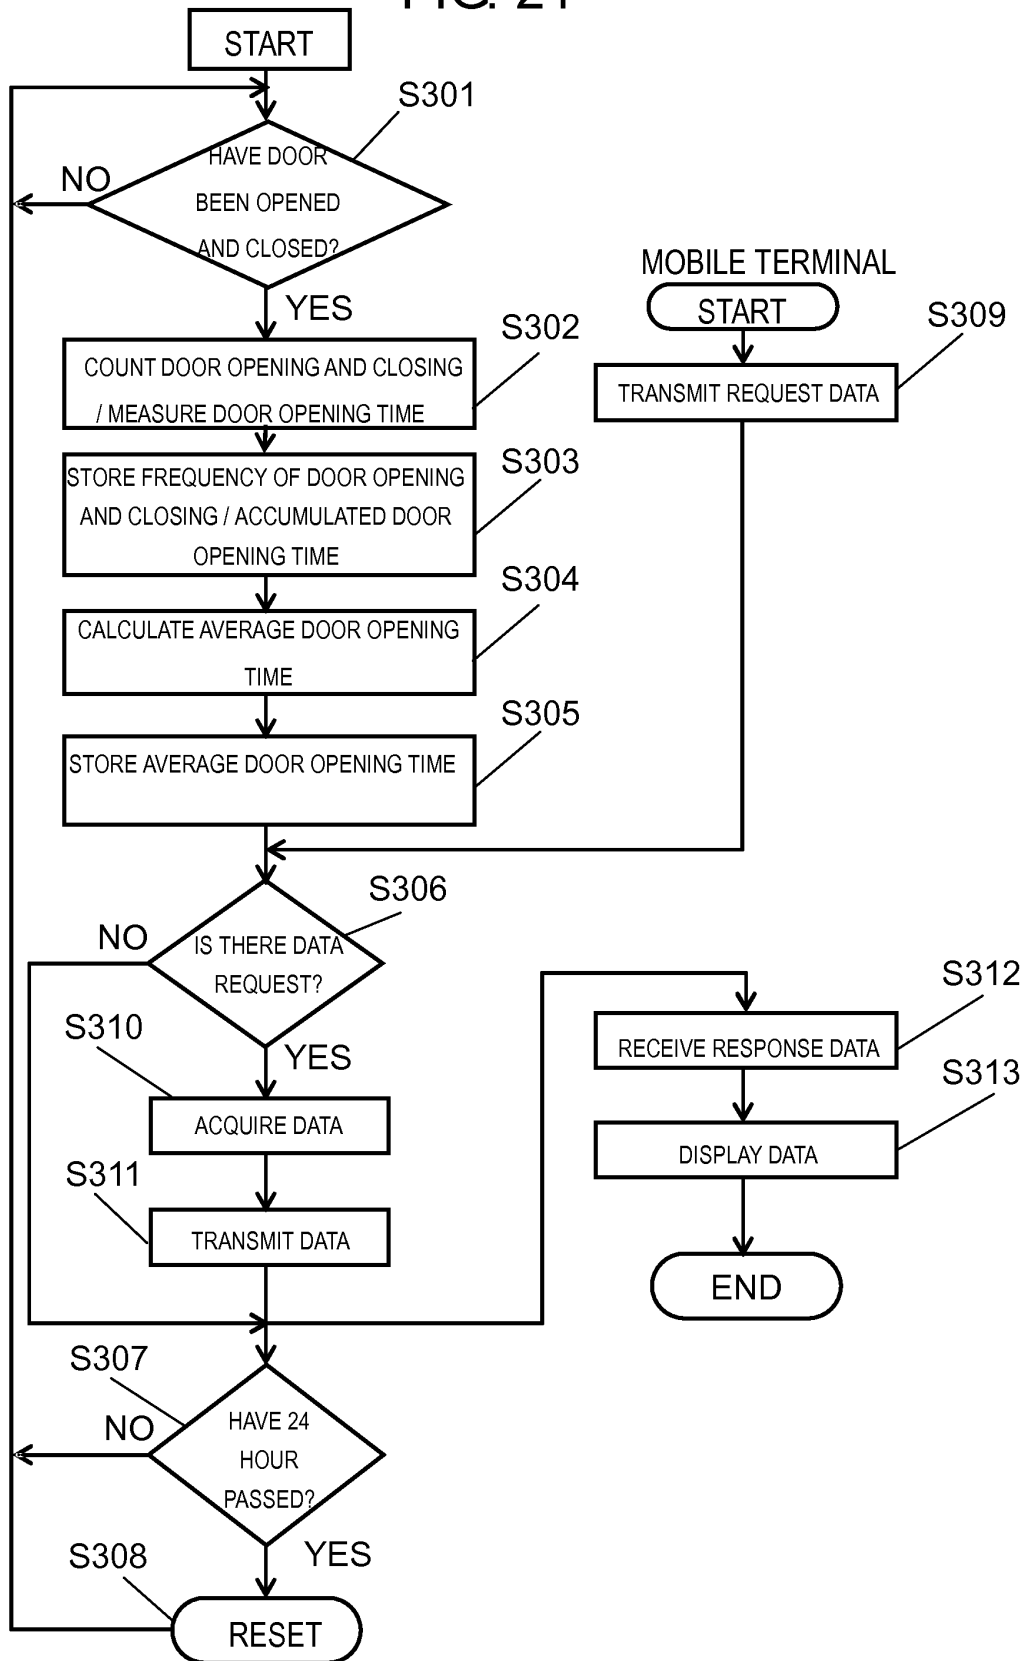 START
S301
HAVE DOOR
BEEN OPENED
AND CLOSED?
NO
YES
S302
COUNT DOOR OPENING AND CLOSING
/ MEASURE DOOR OPENING TIME
S303
STORE FREQUENCY OF DOOR OPENING
AND CLOSING / ACCUMULATED DOOR
OPENING TIME
S304
CALCULATE AVERAGE DOOR OPENING
TIME
S305
STORE AVERAGE DOOR OPENING TIME
MOBILE TERMINAL
START
S309
TRANSMIT REQUEST DATA
S306
IS THERE DATA
REQUEST?
NO
YES
S310
ACQUIRE DATA
S311
TRANSMIT DATA
S312
RECEIVE RESPONSE DATA
S313
DISPLAY DATA
END
S307
HAVE 24
HOUR
PASSED?
NO
YES
S308
RESET